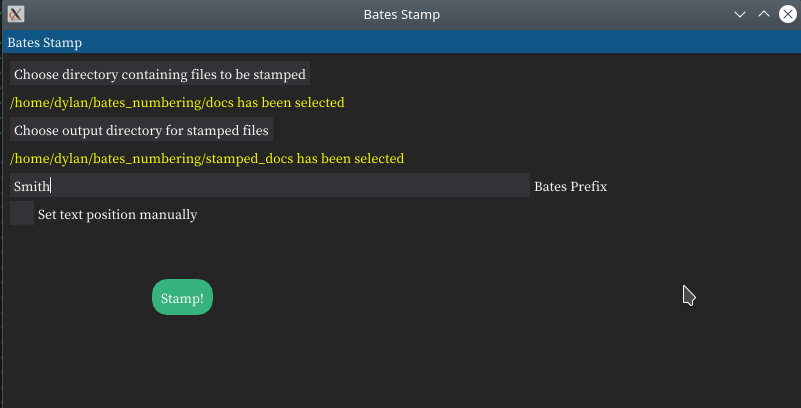 Bates Stamp
Bates Stamp
Choose directory containing files to be stamped
/home/dylan/bates_numbering/docs has been selected
Choose output directory for stamped files
/home/dylan/bates_numbering/stamped_docs has been selected
Smith Bates Prefix
Set text position manually
Stamp!